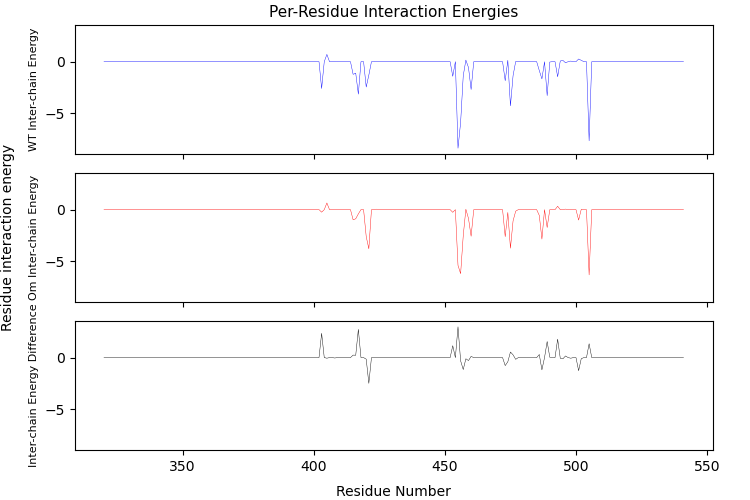 Per-Residue Interaction Energies
Residue interaction energy
WT Inter-chain Energy
0
−5
Om Inter-chain Energy
0
−5
Inter-chain Energy Difference
0
−5
350
400
450
500
550
Residue Number